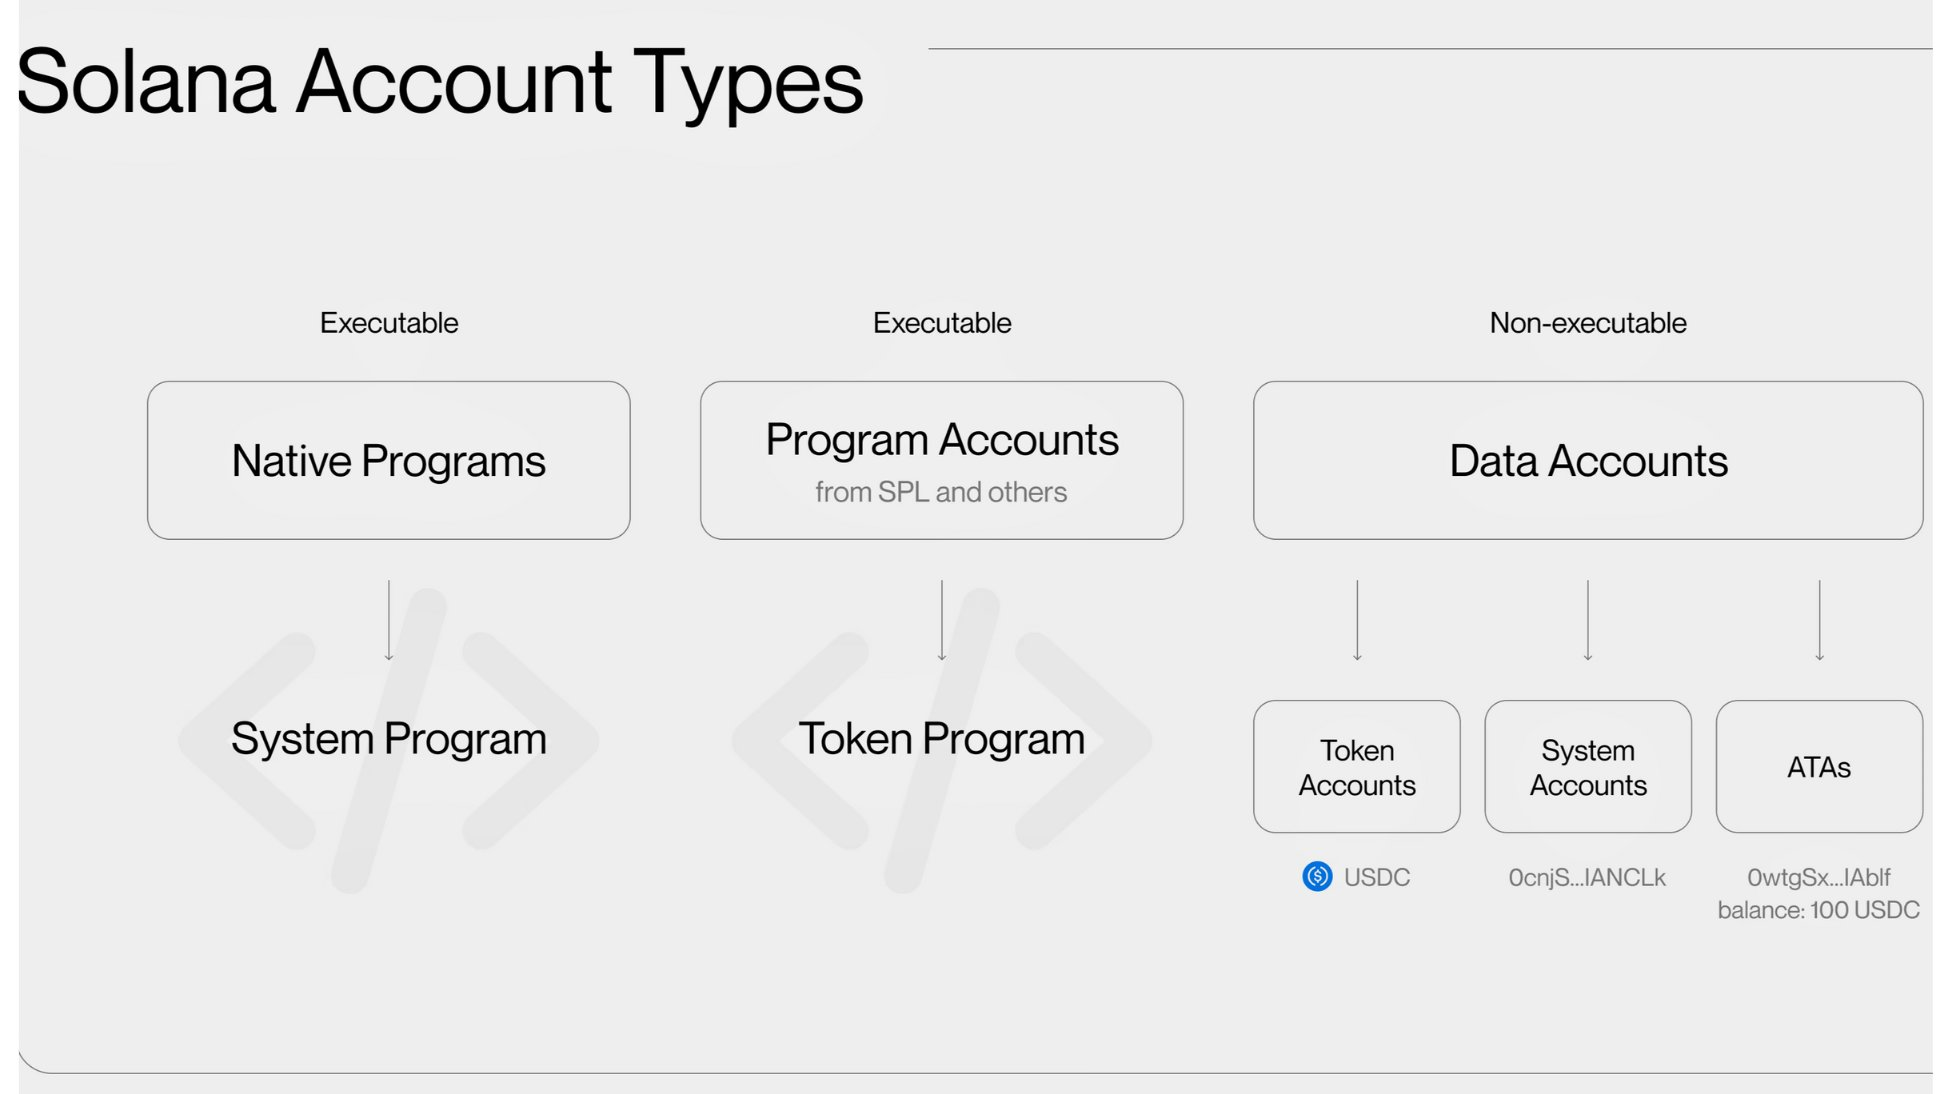 Solana Account Types
Executable
Native Programs
System Program
Executable
Program Accounts
from SPL and others
Token Program
Non-executable
Data Accounts
Token
Accounts
USDC
System
Accounts
0cnjS...IANCLk
ATAs
0wtgSx...IAblf
balance: 100 USDC